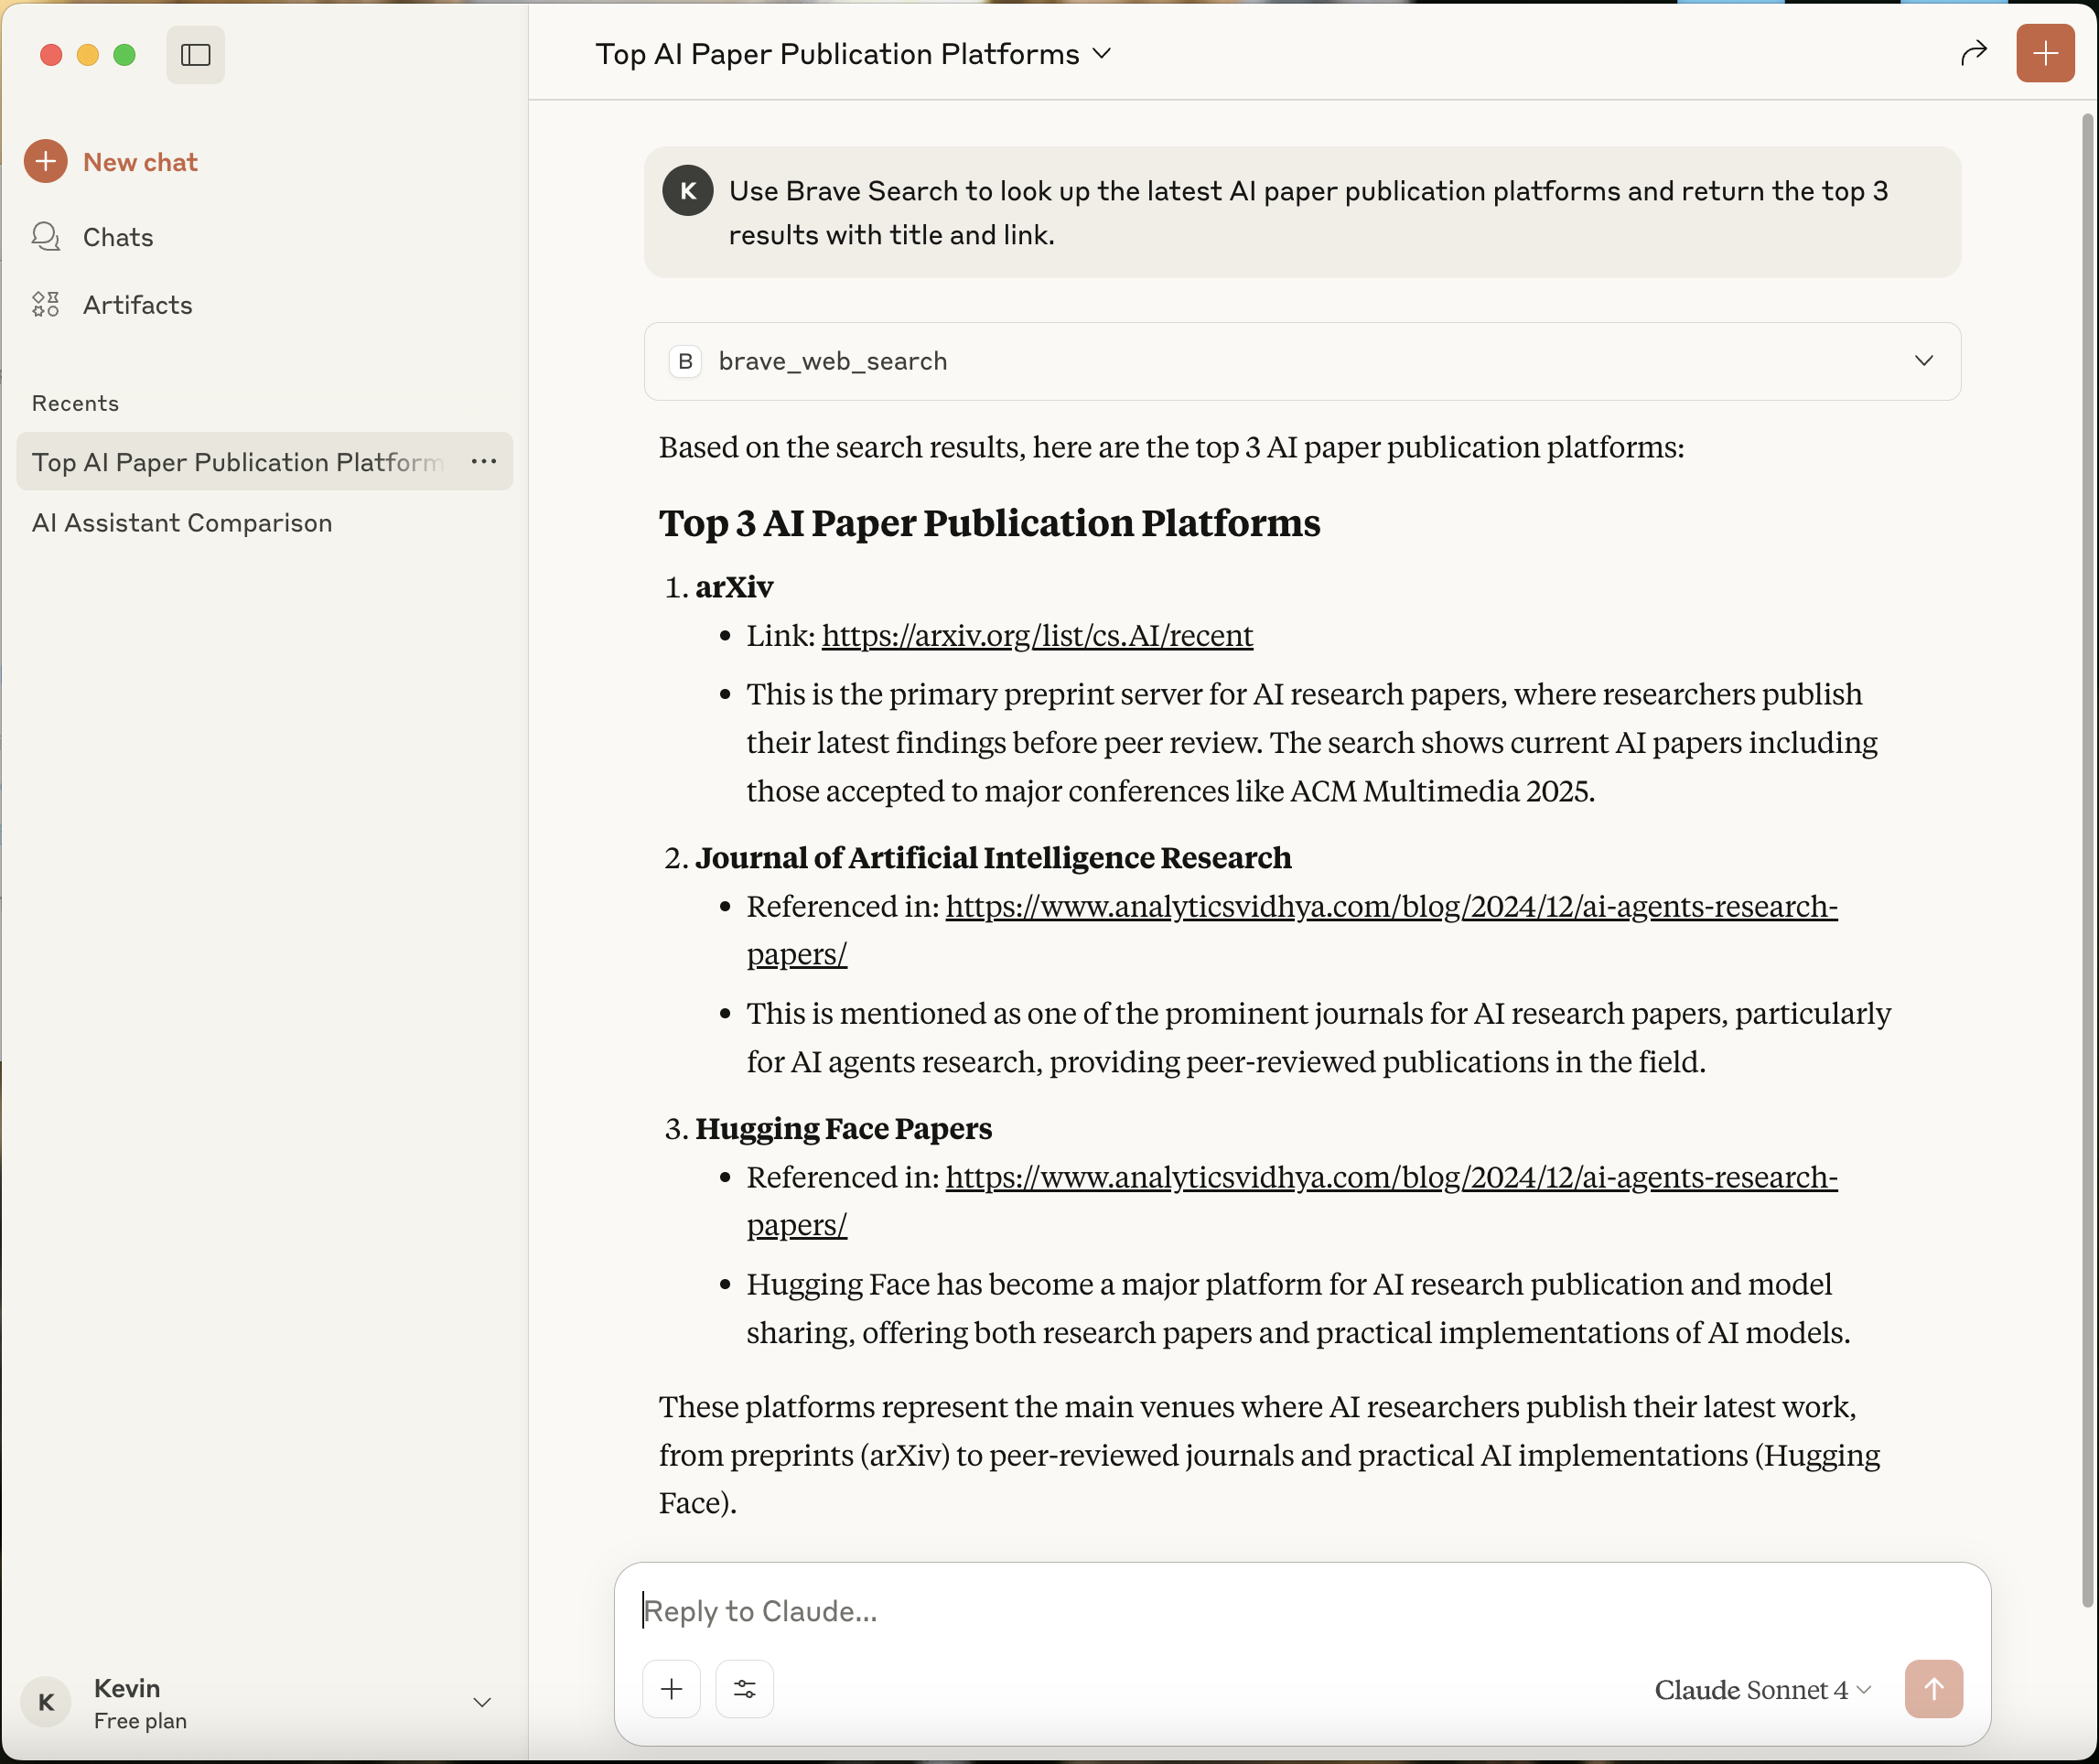 Top AI Paper Publication Platforms
New chat
Chats
Artifacts
Recents
Top AI Paper Publication Platform
AI Assistant Comparison
K
Use Brave Search to look up the latest AI paper publication platforms and return the top 3
results with title and link.
B
brave_web_search
Based on the search results, here are the top 3 AI paper publication platforms:
Top 3 AI Paper Publication Platforms
1. arXiv
• Link: https://arxiv.org/list/cs.AI/recent
• This is the primary preprint server for AI research papers, where researchers publish
their latest findings before peer review. The search shows current AI papers including
those accepted to major conferences like ACM Multimedia 2025.
2. Journal of Artificial Intelligence Research
• Referenced in: https://www.analyticsvidhya.com/blog/2024/12/ai-agents-research-
papers/
• This is mentioned as one of the prominent journals for AI research papers, particularly
for AI agents research, providing peer-reviewed publications in the field.
3. Hugging Face Papers
• Referenced in: https://www.analyticsvidhya.com/blog/2024/12/ai-agents-research-
papers/
• Hugging Face has become a major platform for AI research publication and model
sharing, offering both research papers and practical implementations of AI models.
These platforms represent the main venues where AI researchers publish their latest work,
from preprints (arXiv) to peer-reviewed journals and practical AI implementations (Hugging
Face).
Reply to Claude...
Claude Sonnet 4
K
Kevin
Free plan